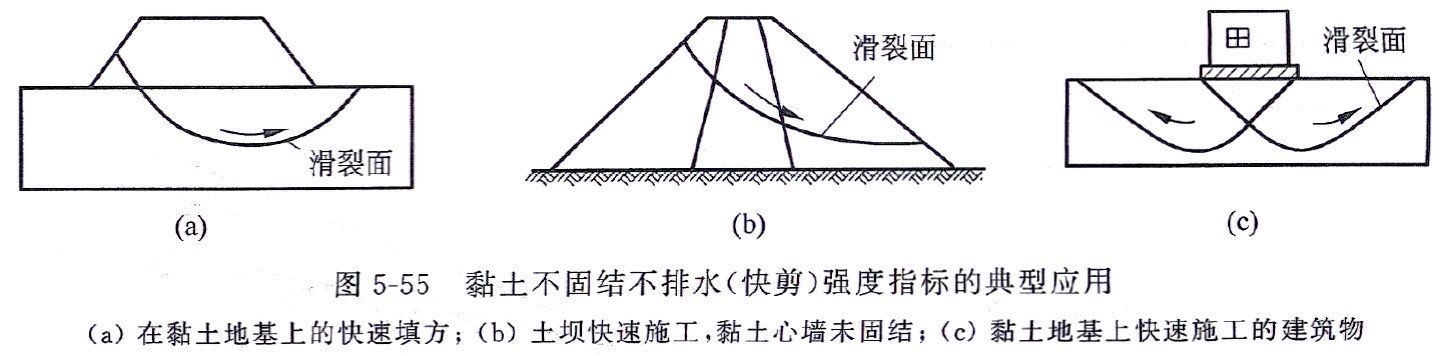 滑裂面
滑裂面
滑裂面
(a)
(b)
(c)
图 5-55 黏土不固结不排水(快剪)强度指标的典型应用
(a) 在黏土地基上的快速填方; (b) 土坝快速施工,黏土心墙未固结; (c) 黏土地基上快速施工的建筑物